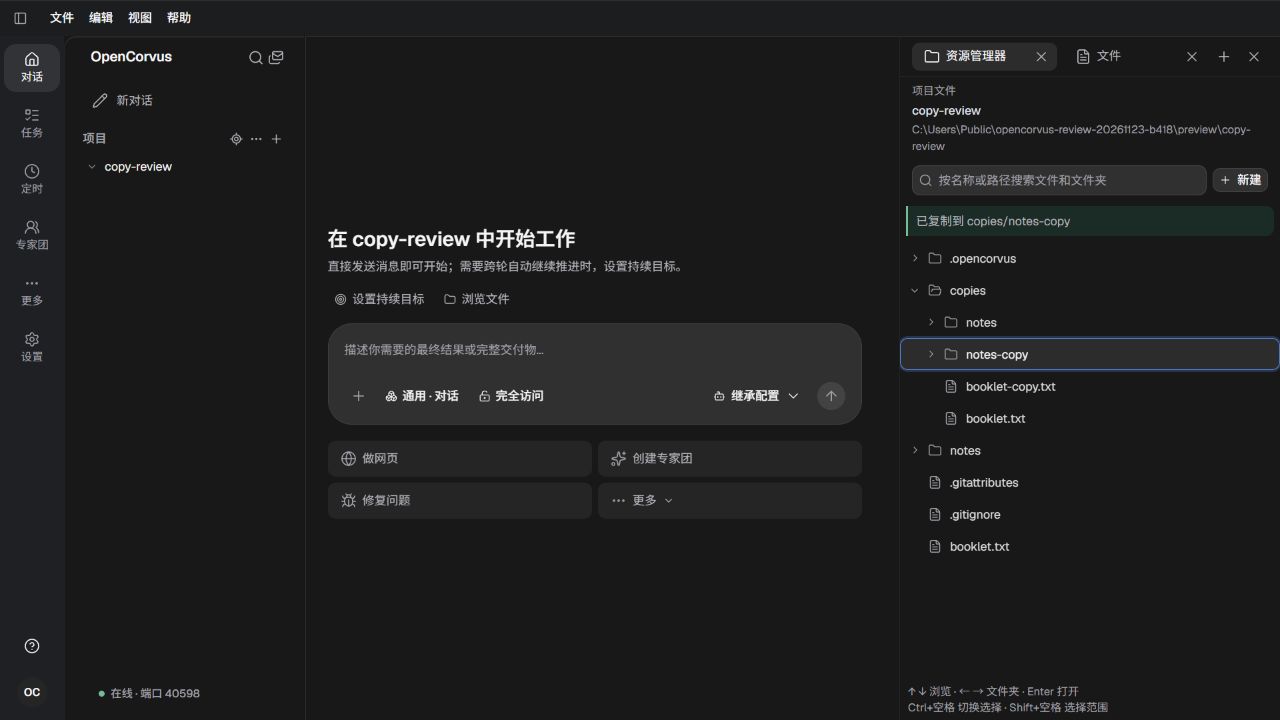 文件 编辑 视图 帮助
对话
任务
定时
专家团
更多
设置
OC
OpenCorvus
新对话
项目
copy-review
在线 · 端口 40598
在 copy-review 中开始工作
直接发送消息即可开始；需要跨轮自动继续推进时，设置持续目标。
设置持续目标 浏览文件
描述你需要的最终结果或完整交付物...
通用 · 对话 完全访问 继承配置
做网页 创建专家团
修复问题 更多
资源管理器 文件
项目文件
copy-review
C:\Users\Public\opencorvus-review-20261123-b418\preview\copy-
review
按名称或路径搜索文件和文件夹 新建
已复制到 copies/notes-copy
.opencorvus
copies
notes
notes-copy
booklet-copy.txt
booklet.txt
notes
.gitattributes
.gitignore
booklet.txt
↑↓ 浏览 · ←→ 文件夹 · Enter 打开
Ctrl+空格 切换选择 · Shift+空格 选择范围